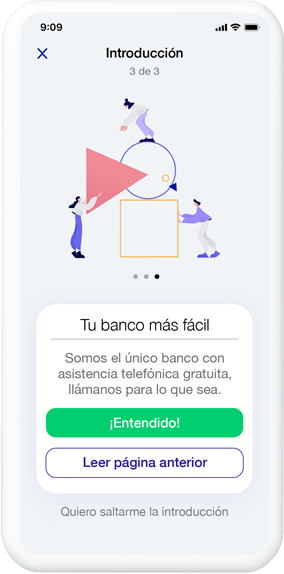 9:09
Introducción
3 de 3
Tu banco más fácil
Somos el único banco con
asistencia telefónica gratuita,
llámanos para lo que sea.
¡Entendido!
Leer página anterior
Quiero saltarme la introducción